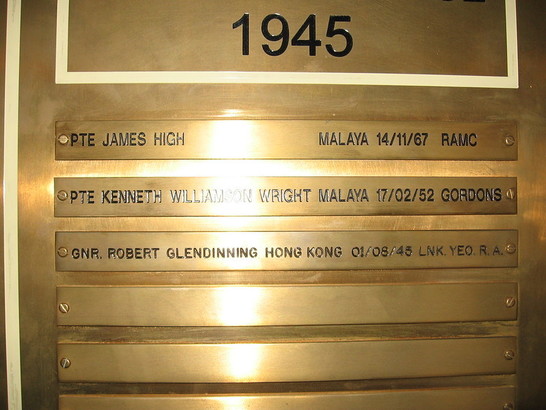 1945
PTE JAMES HIGH MALAYA 14/11/67 RAMC
PTE KENNETH WILLIAMSON WRIGHT MALAYA 17/02/52 GORDONS
GNR. ROBERT GLENDINNING HONG KONG 01/08/45 LNK. YEO. R.A.